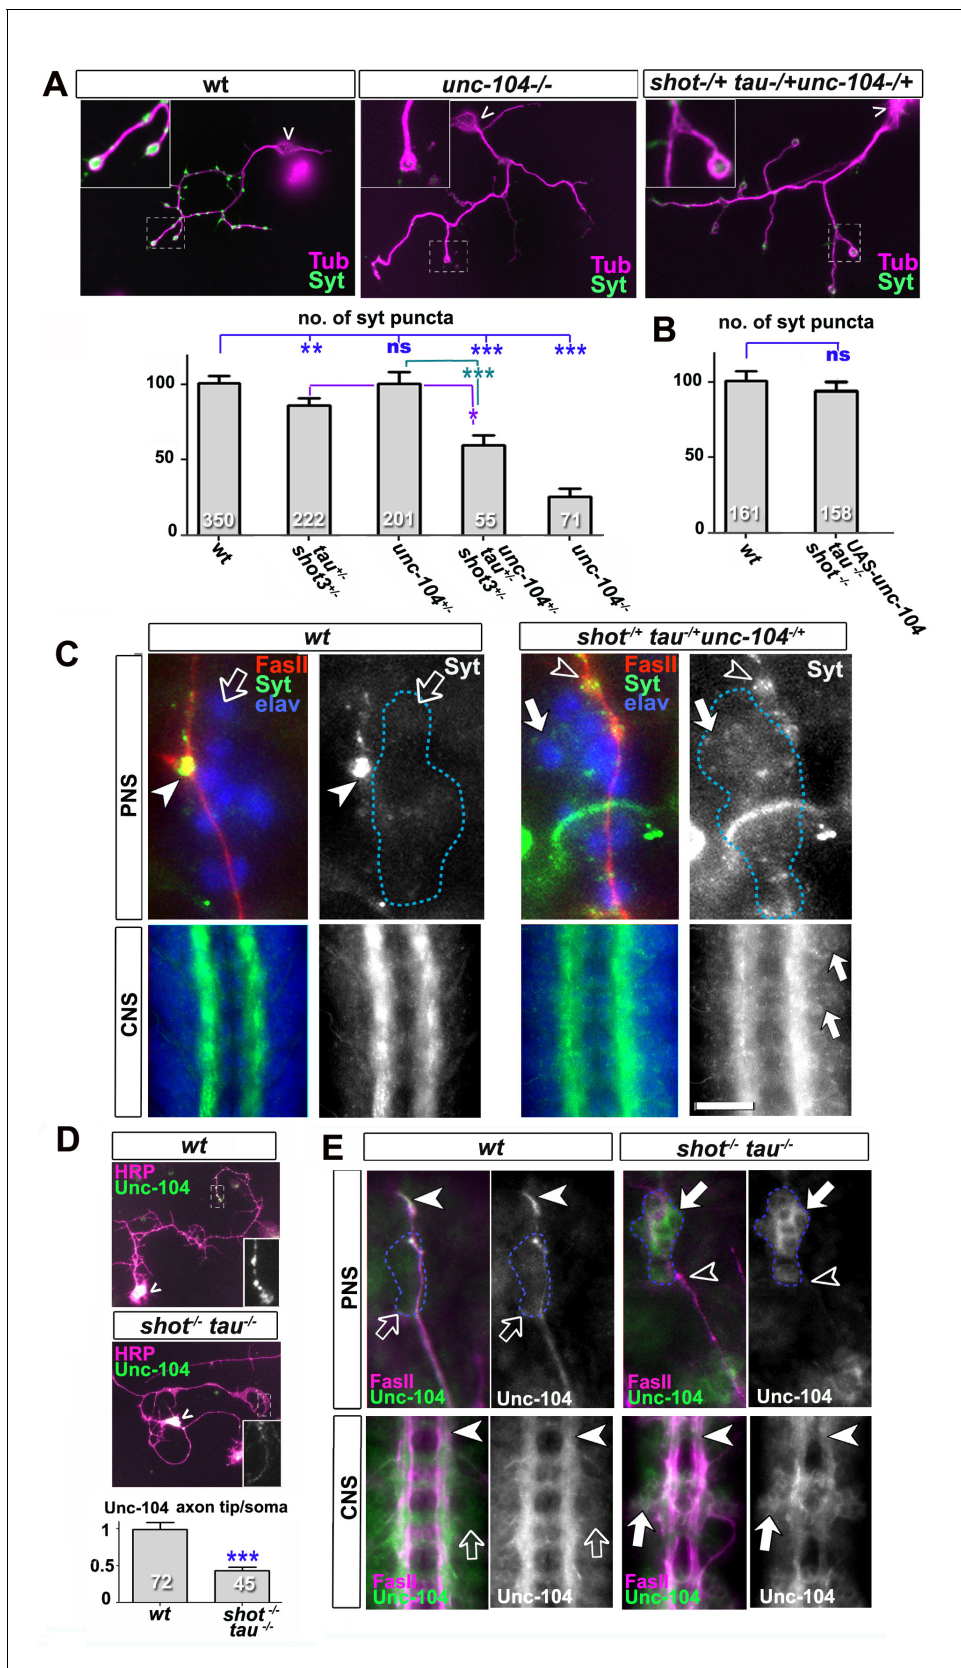 A
wt
unc-104-/-
shot-/+ tau-/+unc-104-/+
>
>
>
Tub
Syt
Tub
Syt
Tub
Syt
no. of syt puncta
** ns *** ***
***
*
100
50
0
350 222 201 55 71
wt
tau+/-
shot3+/-
unc-104+/-
unc-104+/-
tau+/-
shot3+/-
unc-104-/-
B
no. of syt puncta
ns
100
50
0
161 158
wt
UAS-unc-104
tau-/-
shot-/-
C
wt
shot-/+ tau-/+unc-104-/+
PNS
FasII
Syt
elav
Syt
FasII
Syt
elav
Syt
CNS
D
wt
HRP
Unc-104
>
shot-/- tau-/-
HRP
Unc-104
>
Unc-104 axon tip/soma
1
0.5
0
***
72 45
wt
shot-/-
tau-/-
E
wt
shot-/- tau-/-
PNS
FasII
Unc-104
Unc-104
FasII
Unc-104
Unc-104
CNS
FasII
Unc-104
Unc-104
FasII
Unc-104
Unc-104